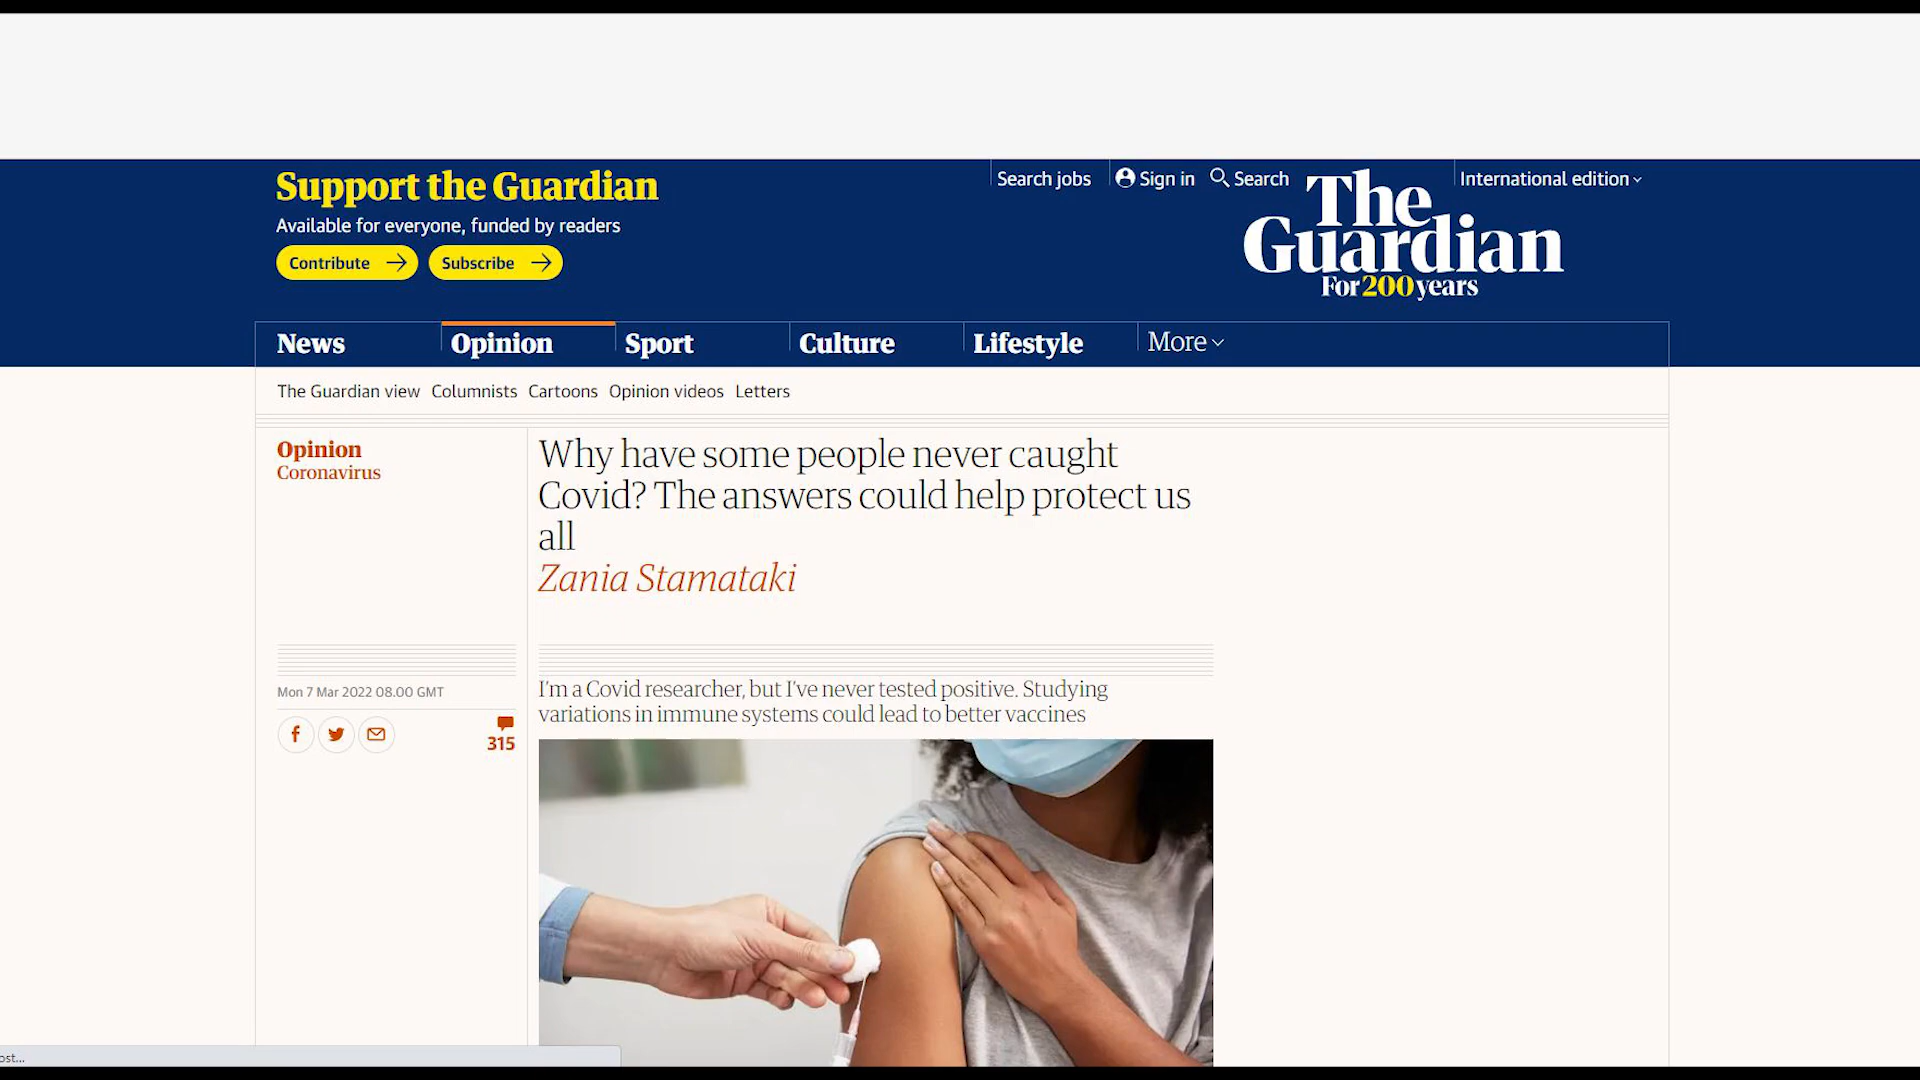 Support the Guardian
Available for everyone, funded by readers
Contribute
Subscribe
Search jobs
Sign in
Search
International edition
The
Guardian
For 200 years
News
Opinion
Sport
Culture
Lifestyle
More
The Guardian view
Columnists
Cartoons
Opinion videos
Letters
Opinion
Coronavirus
Why have some people never caught
Covid? The answers could help protect us
all
Zania Stamataki
Mon 7 Mar 2022 08.00 GMT
315
I'm a Covid researcher, but I've never tested positive. Studying
variations in immune systems could lead to better vaccines
ost...